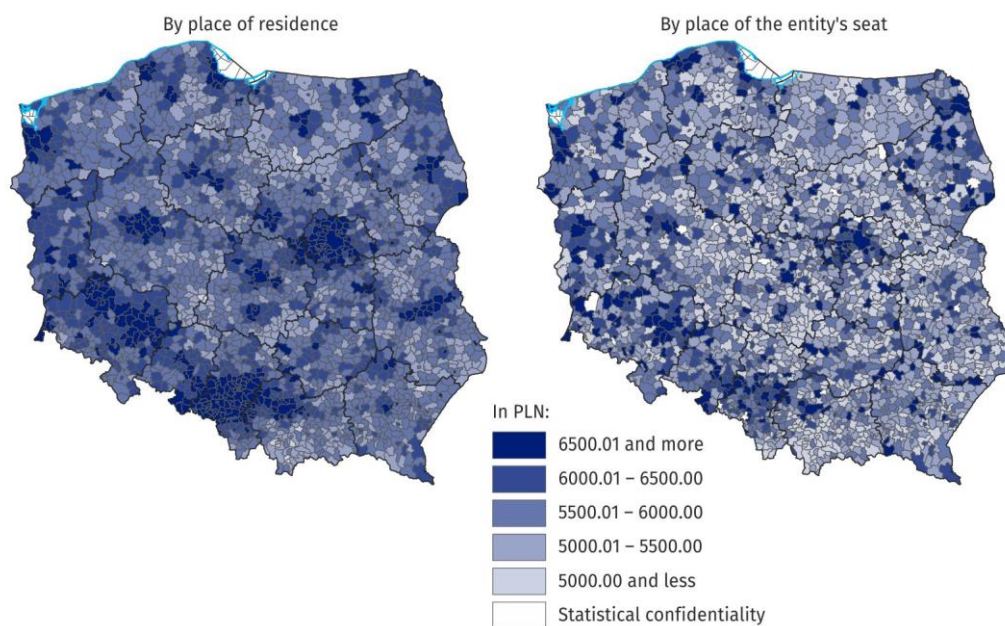 By place of residence
By place of the entity's seat
In PLN:
6500.01 and more
6000.01 – 6500.00
5500.01 – 6000.00
5000.01 – 5500.00
5000.00 and less
Statistical confidentiality